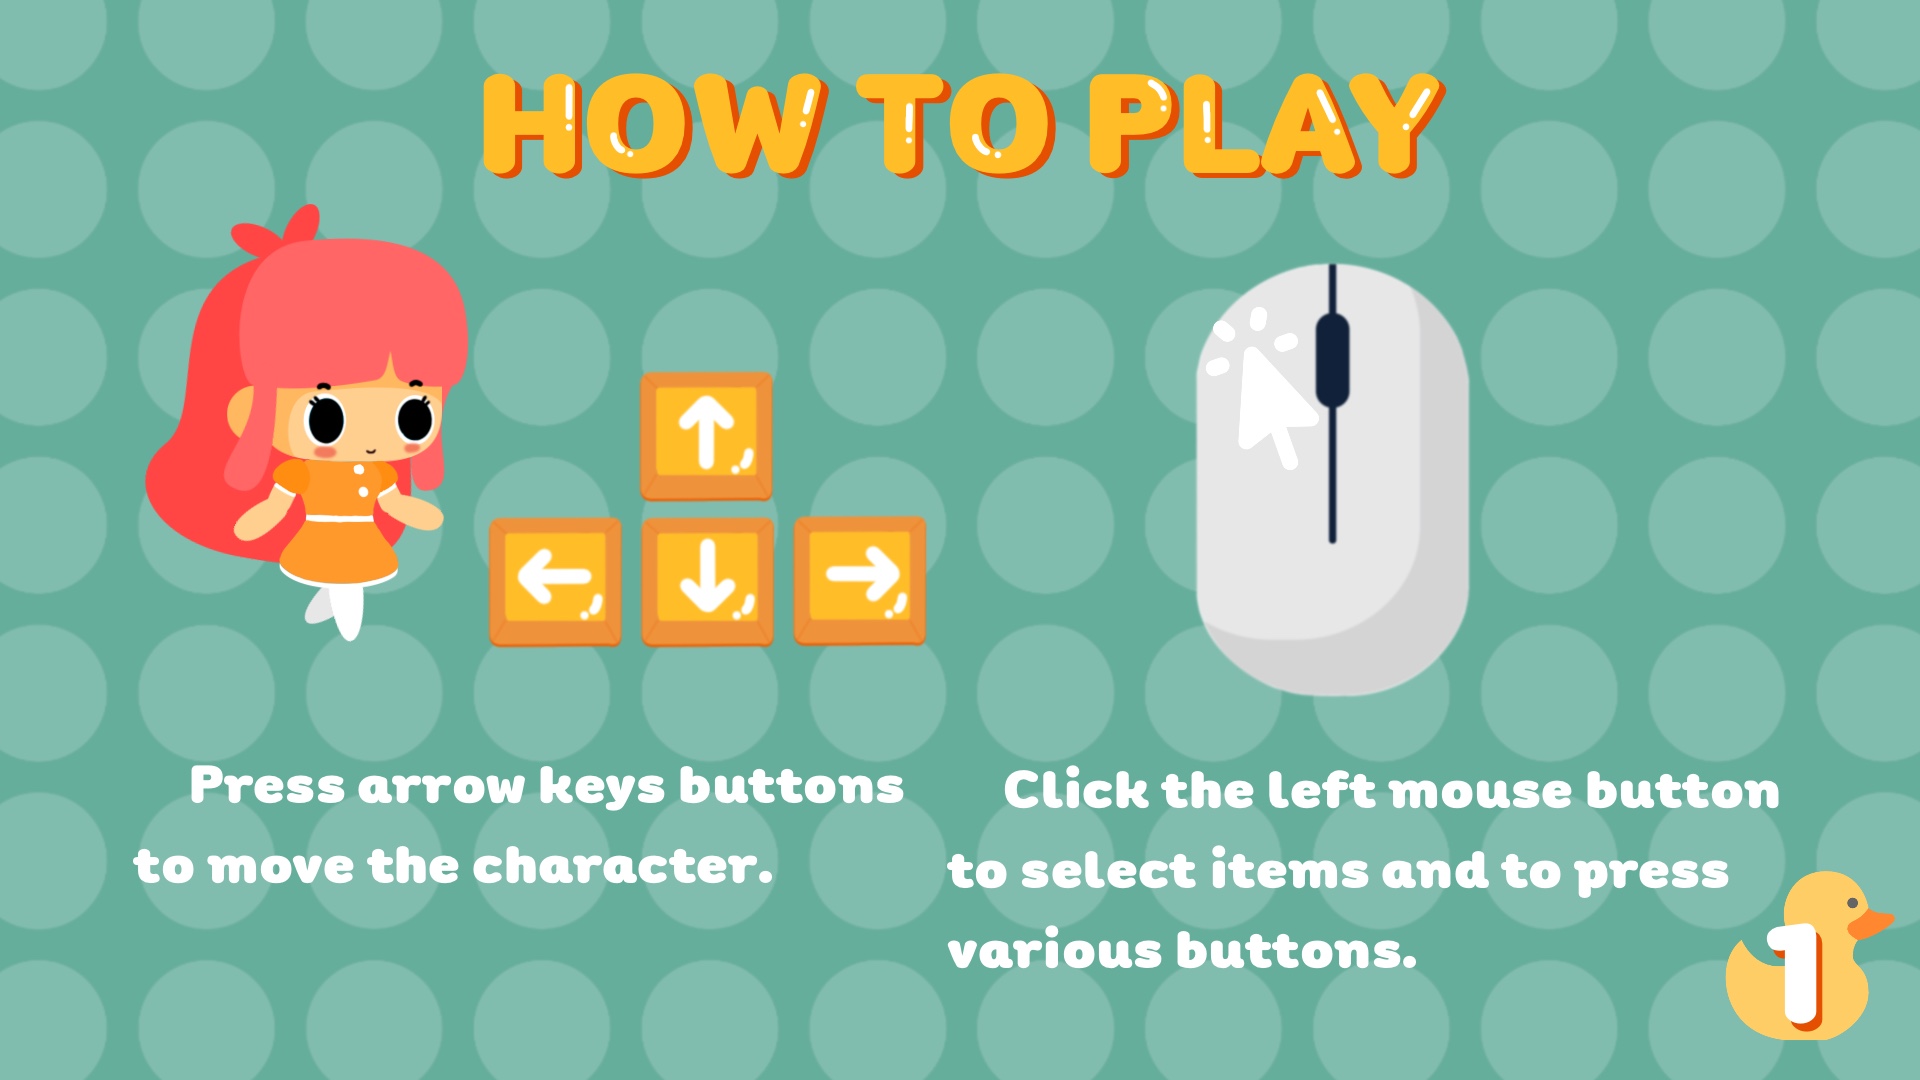 HOW TO PLAY
Press arrow keys buttons
to move the character.
Click the left mouse button
to select items and to press
various buttons.
1